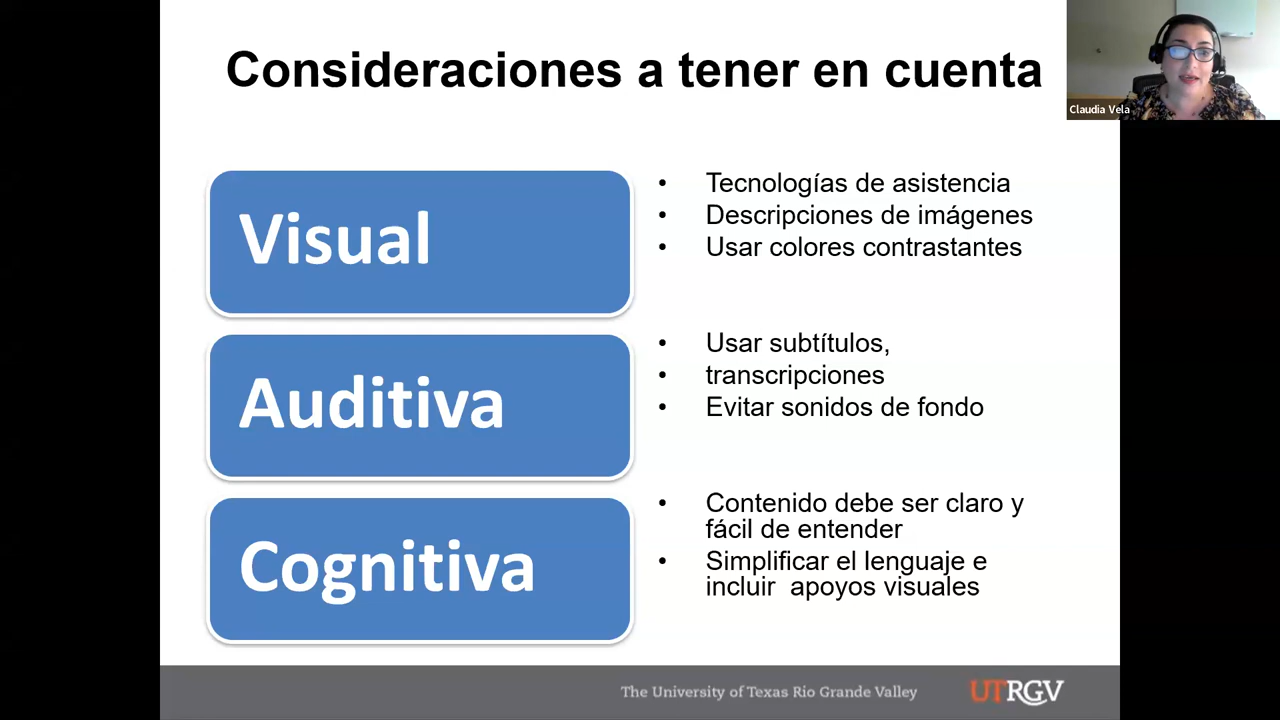 Consideraciones a tener en cuenta
Claudia Vela
Visual
• Tecnologías de asistencia
• Descripciones de imágenes
• Usar colores contrastantes
Auditiva
• Usar subtítulos,
• transcripciones
• Evitar sonidos de fondo
Cognitiva
• Contenido debe ser claro y
fácil de entender
• Simplificar el lenguaje e
incluir  apoyos visuales
The University of Texas Rio Grande Valley
UTRGV